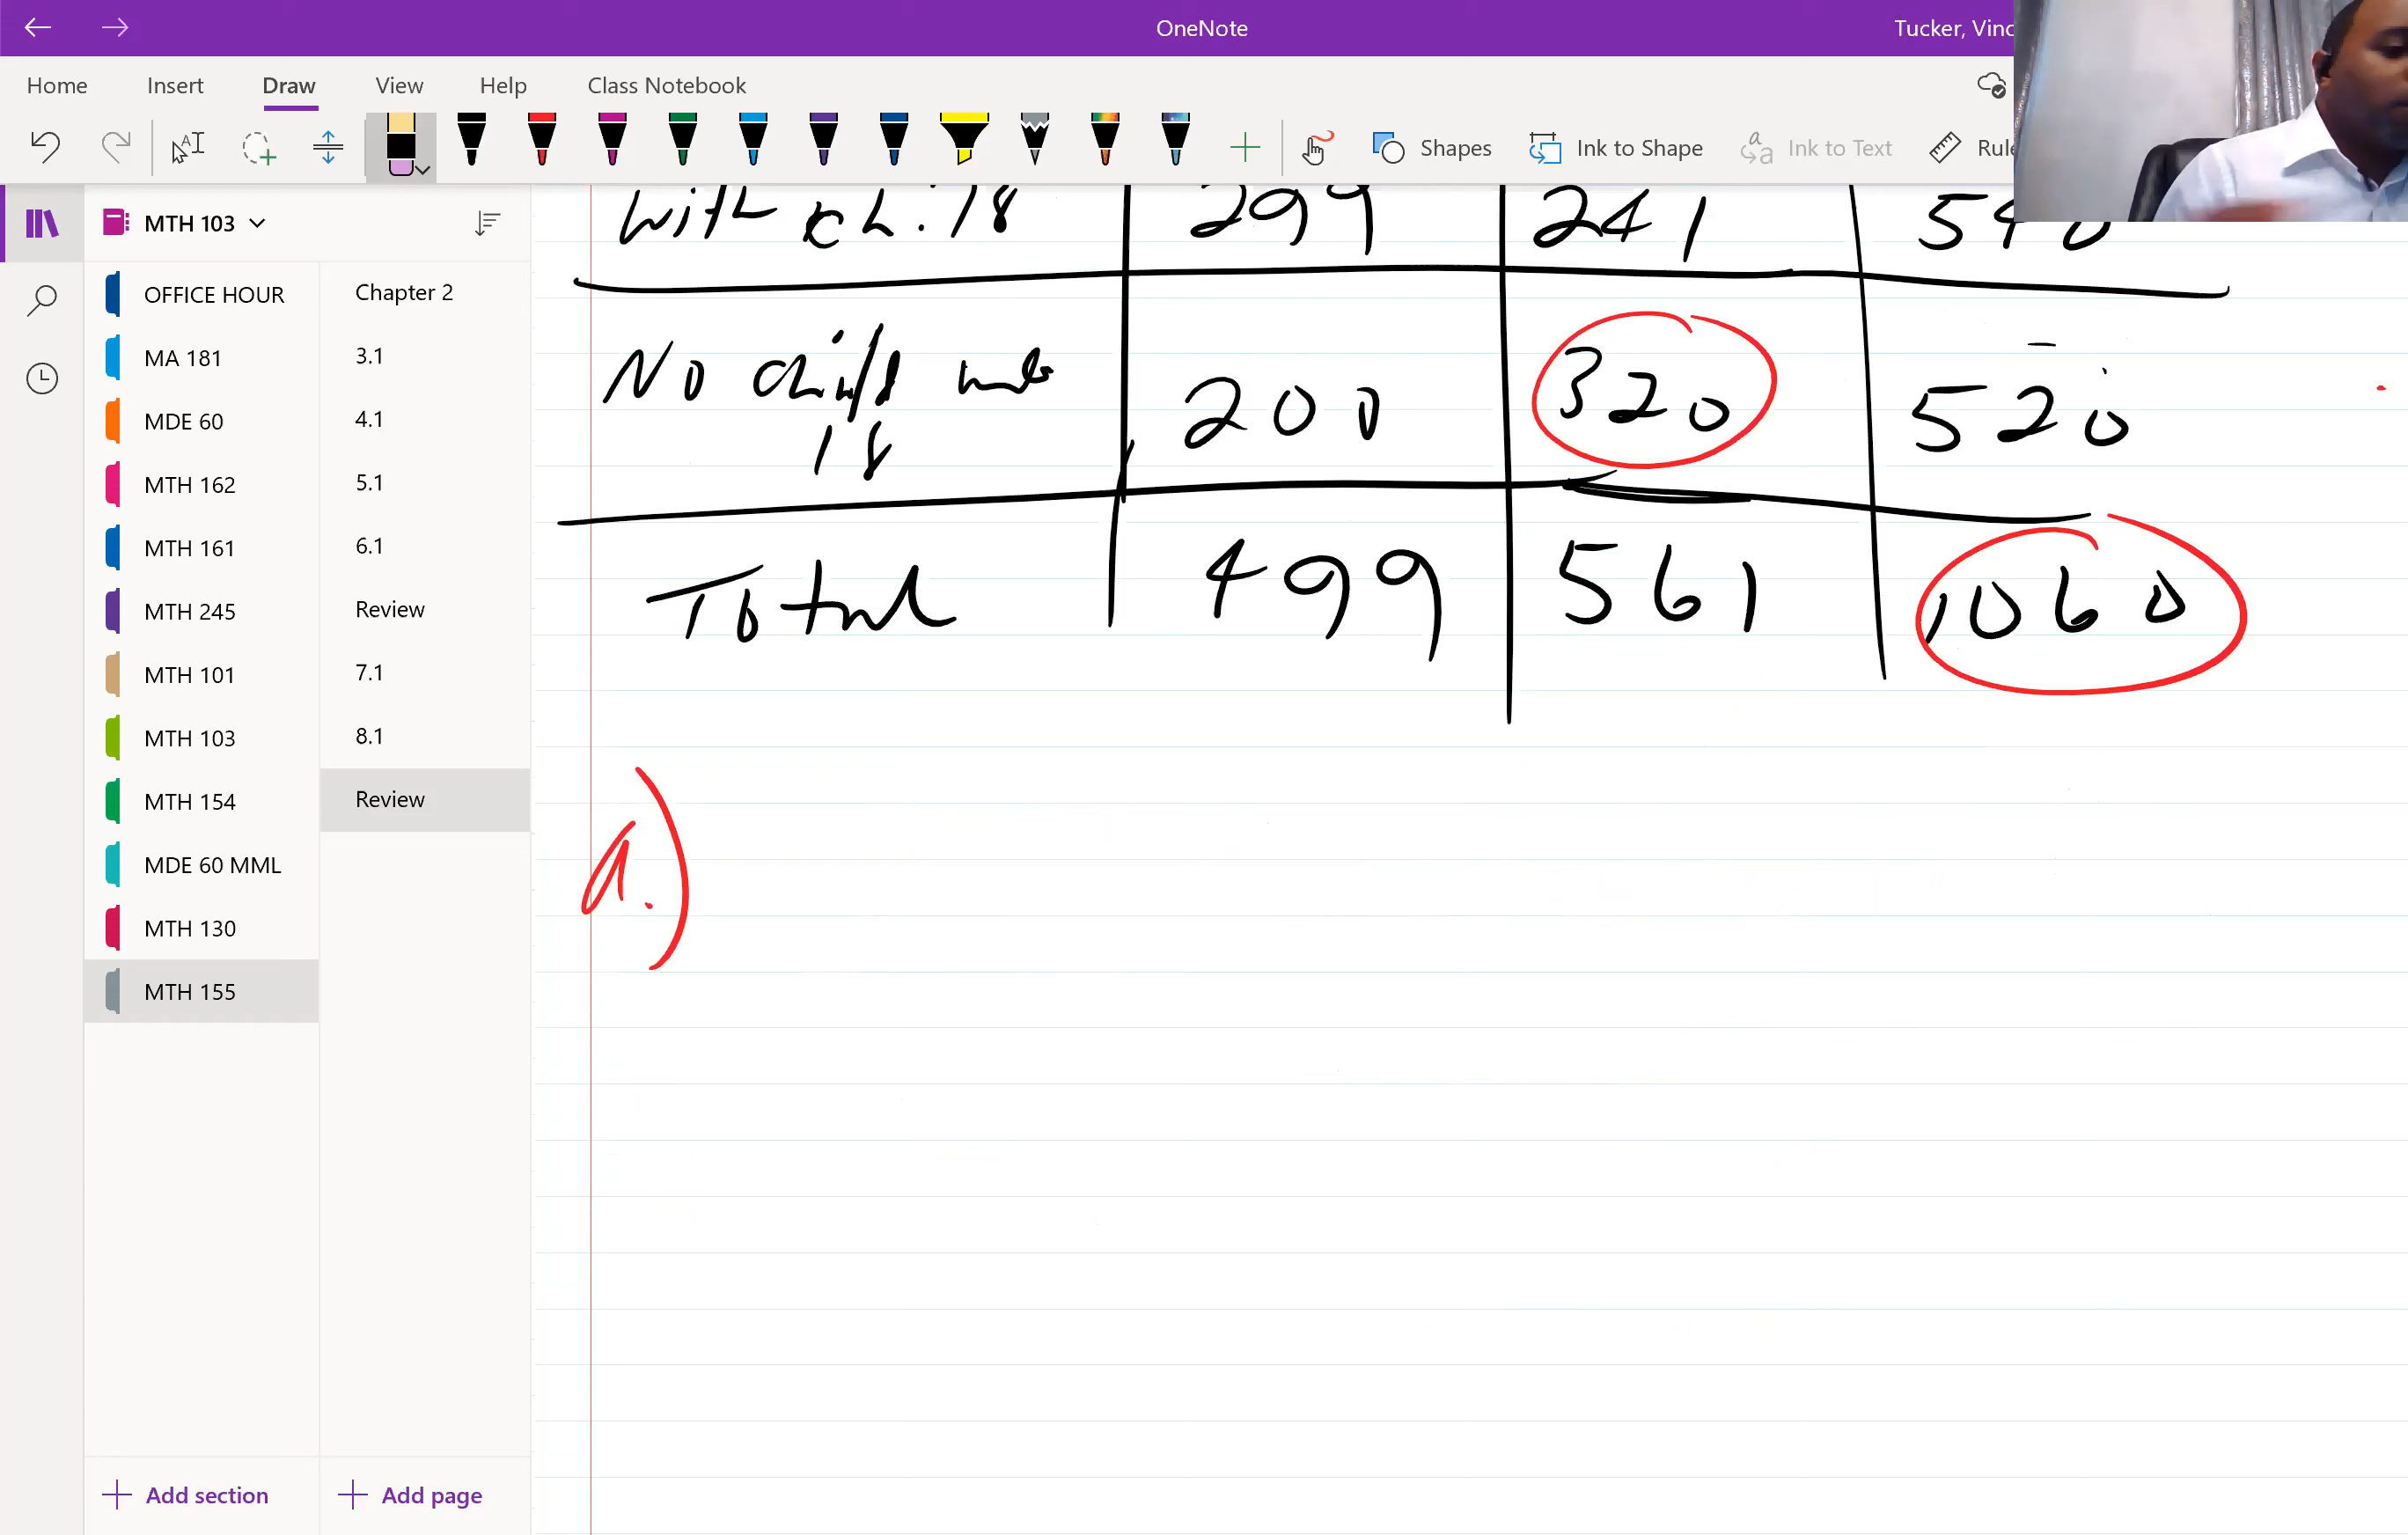 OneNote
Tucker, Vinc
Home Insert Draw View Help Class Notebook
Shapes Ink to Shape Ink to Text Rule
MTH 103
OFFICE HOUR
MA 181
MDE 60
MTH 162
MTH 161
MTH 245
MTH 101
MTH 103
MTH 154
MDE 60 MML
MTH 130
MTH 155
Add section
Chapter 2
3.1
4.1
5.1
6.1
Review
7.1
8.1
Review
Add page
With ch. 18 299 241 540
No child 200 320 520
18
Total 499 561 1060
a.)